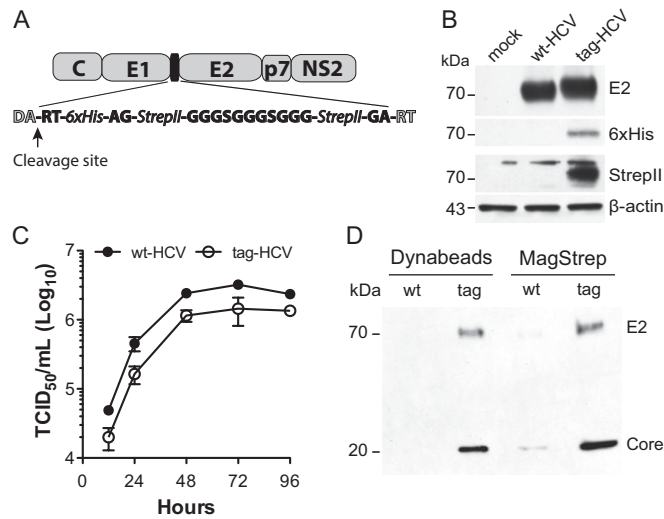 A
C E1 E2 p7 NS2
DA-RT-6xHis-AG-StrepII-GGGSGGGSGGG-StrepII-GA-RT
Cleavage site
B
mock wt-HCV tag-HCV
kDa
70 E2
70 6xHis
70 StrepII
43 β-actin
C
wt-HCV tag-HCV
TCID50/mL (Log10)
7
6
5
4
0 24 48 72 96
Hours
D
Dynabeads MagStrep
kDa wt tag wt tag
70 E2
20 Core